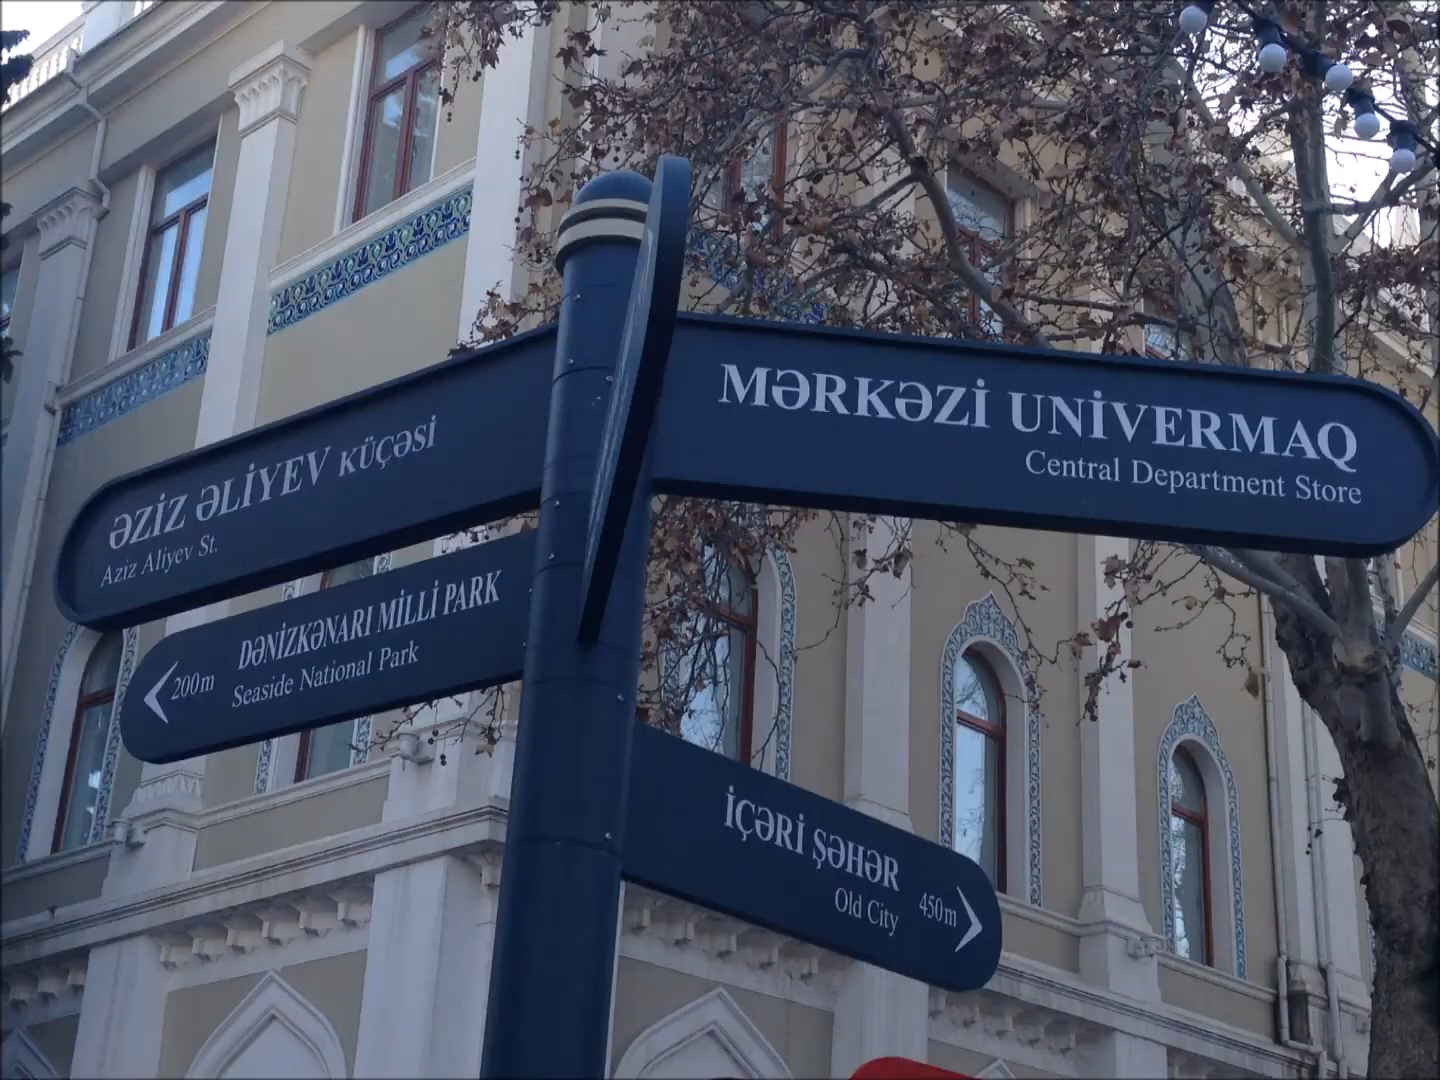 ƏZİZ ƏLİYEV KÜÇƏSİ
Aziz Aliyev St.
DƏNİZKƏNARI MİLLİ PARK
Seaside National Park
200m
MƏRKƏZİ UNİVERMAQ
Central Department Store
İÇƏRİ ŞƏHƏR
Old City
450m